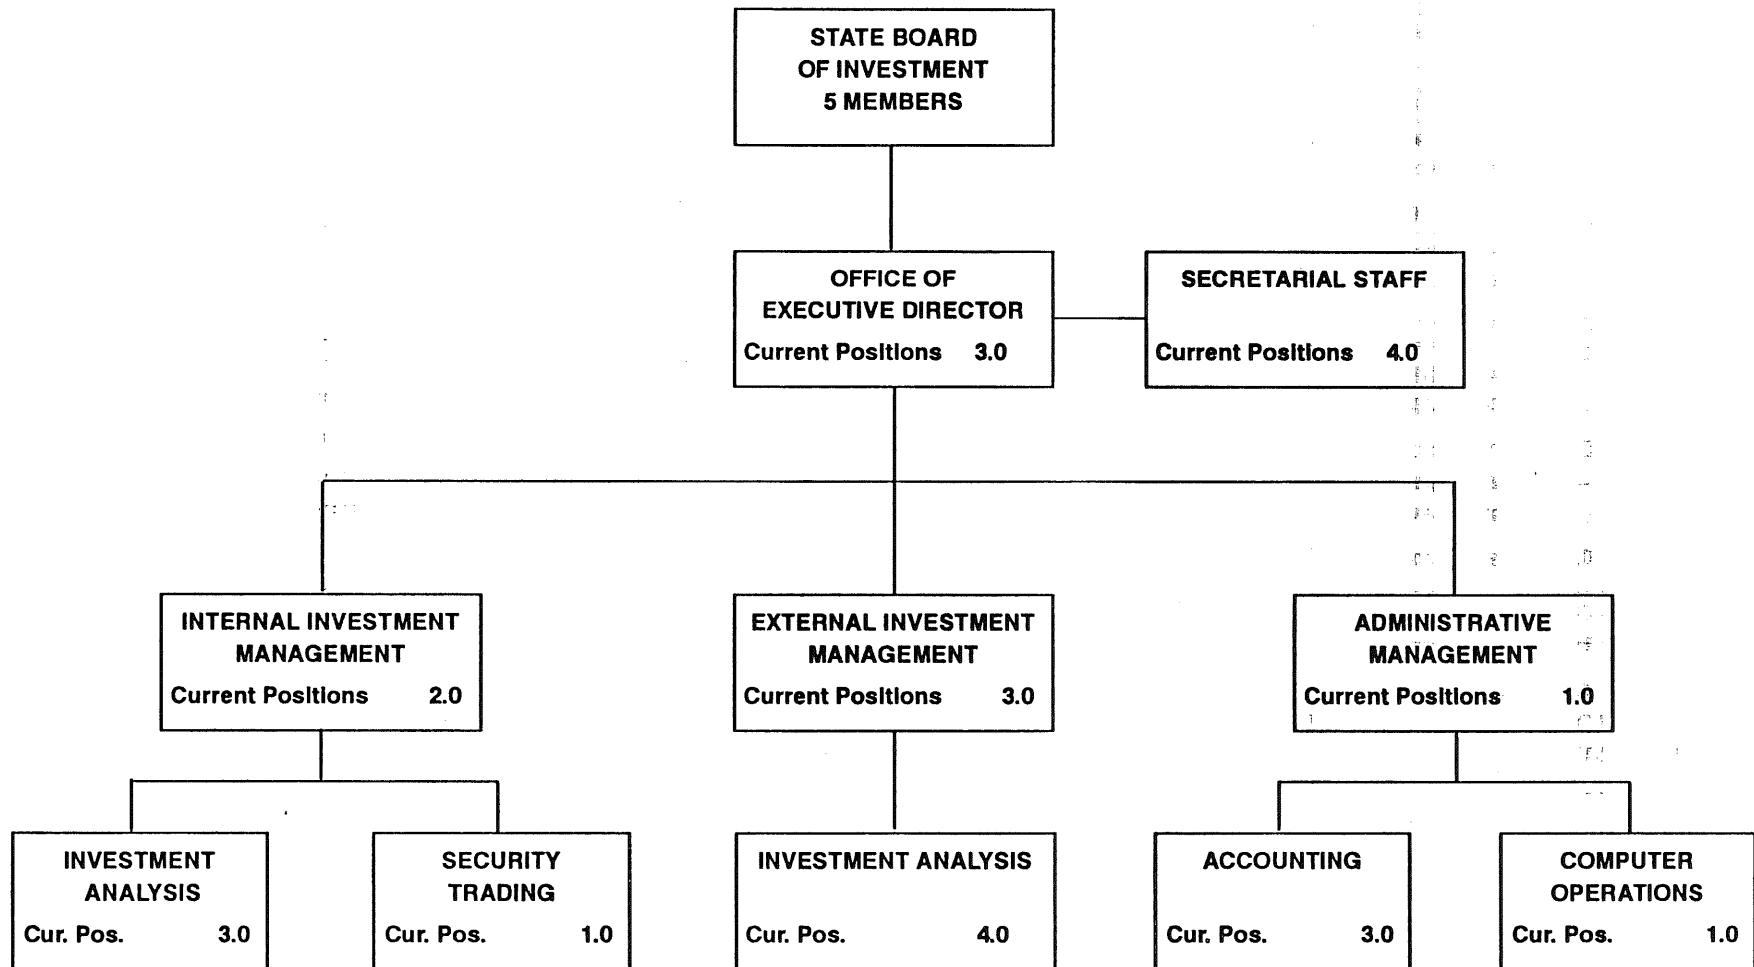 STATE BOARD
OF INVESTMENT
5 MEMBERS
OFFICE OF
EXECUTIVE DIRECTOR
Current Positions 3.0
SECRETARIAL STAFF
Current Positions 4.0
INTERNAL INVESTMENT
MANAGEMENT
Current Positions 2.0
EXTERNAL INVESTMENT
MANAGEMENT
Current Positions 3.0
ADMINISTRATIVE
MANAGEMENT
Current Positions 1.0
INVESTMENT
ANALYSIS
Cur. Pos. 3.0
SECURITY
TRADING
Cur. Pos. 1.0
INVESTMENT ANALYSIS
Cur. Pos. 4.0
ACCOUNTING
Cur. Pos. 3.0
COMPUTER
OPERATIONS
Cur. Pos. 1.0